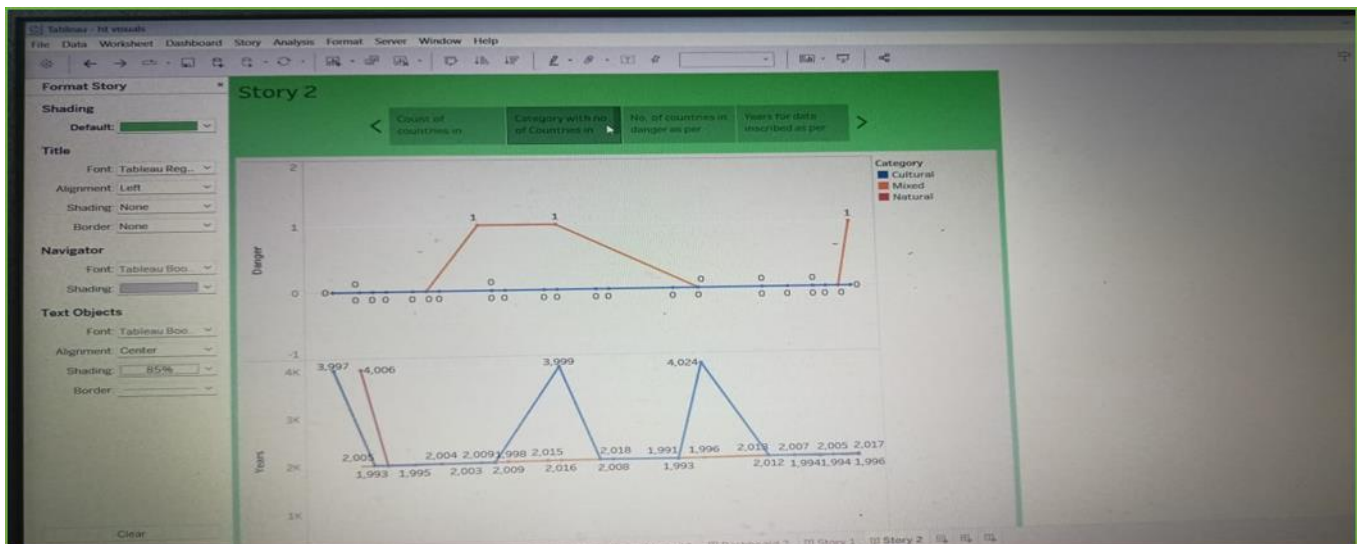 Tableau - ht visuals
File Data Worksheet Dashboard Story Analysis Format Server Window Help
Format Story
Shading
Default:
Title
Font: Tableau Reg...
Alignment: Left
Shading: None
Border: None
Navigator
Font: Tableau Boo...
Shading:
Text Objects
Font: Tableau Boo...
Alignment: Center
Shading: 85%
Border:
Clear
Story 2
Count of
countries in
Category with no
of Countries in
No. of countries in
danger as per
Years for date
inscribed as per
Category
Cultural
Mixed
Natural
Danger
2
1 1 1 1
0 0 0 0 0 0 0
0 0 0 0 0 0 0 0 0 0 0 0 0 0 0 0 0 0 0
-1
Years
4K 3,997 4,006 3,999 4,024
3K
2,005 2,004 2,009 1,998 2,015 2,018 1,991 1,996 2,013 2,007 2,005 2,017
2K 1,993 1,995 2,003 2,009 2,016 2,008 1,993 2,012 1,994 1,994 1,996
1K
Story 1 Story 2